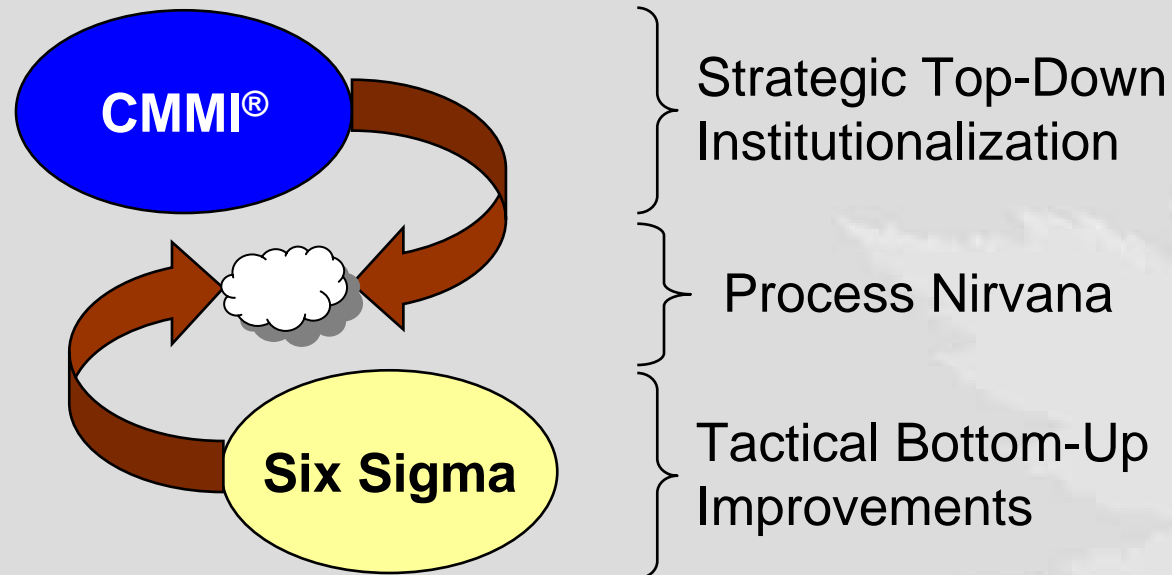 CMMI®
Strategic Top-Down
Institutionalization
Process Nirvana
Six Sigma
Tactical Bottom-Up
Improvements